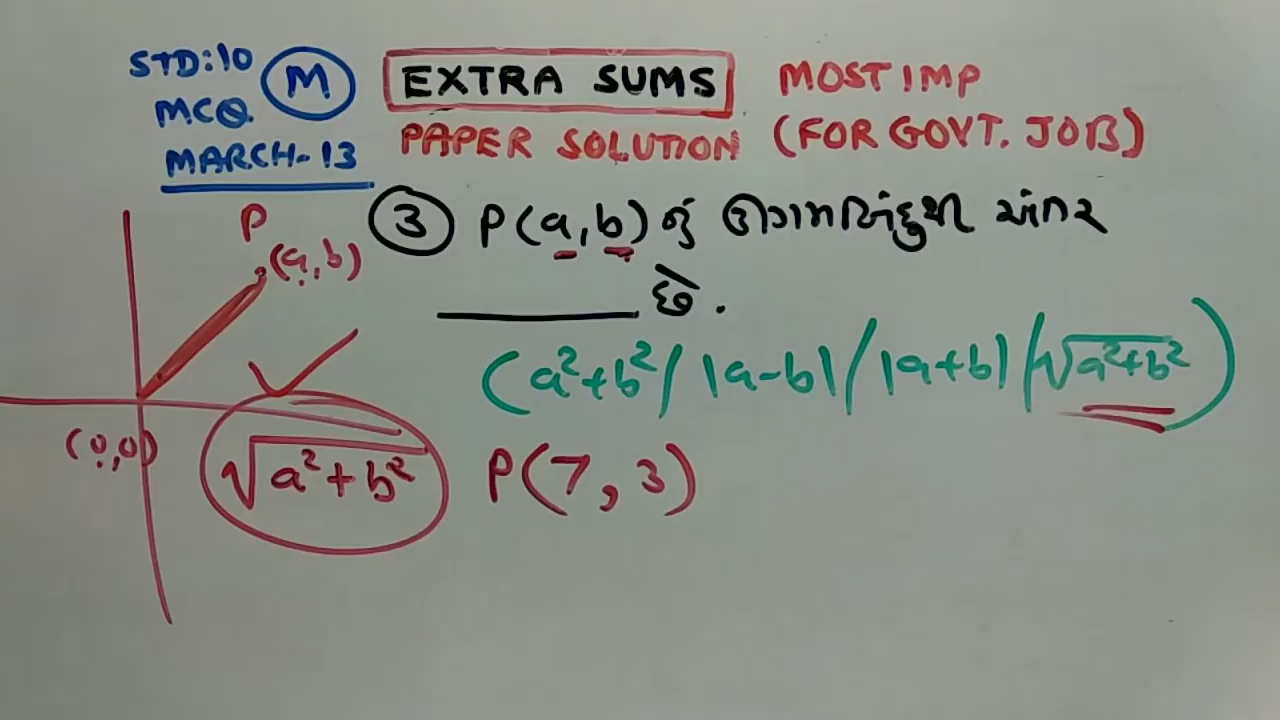 STD:10
MCQ.
MARCH-13
M
EXTRA SUMS
PAPER SOLUTION
MOST IMP
(FOR GOVT. JOB)
③ P(a,b) નું ઊગમબિંદુથી અંતર
________ છે.
(a²+b² / |a-b| / |a+b| / √a²+b²)
P
(a,b)
(0,0)
√a²+b²
P(7,3)